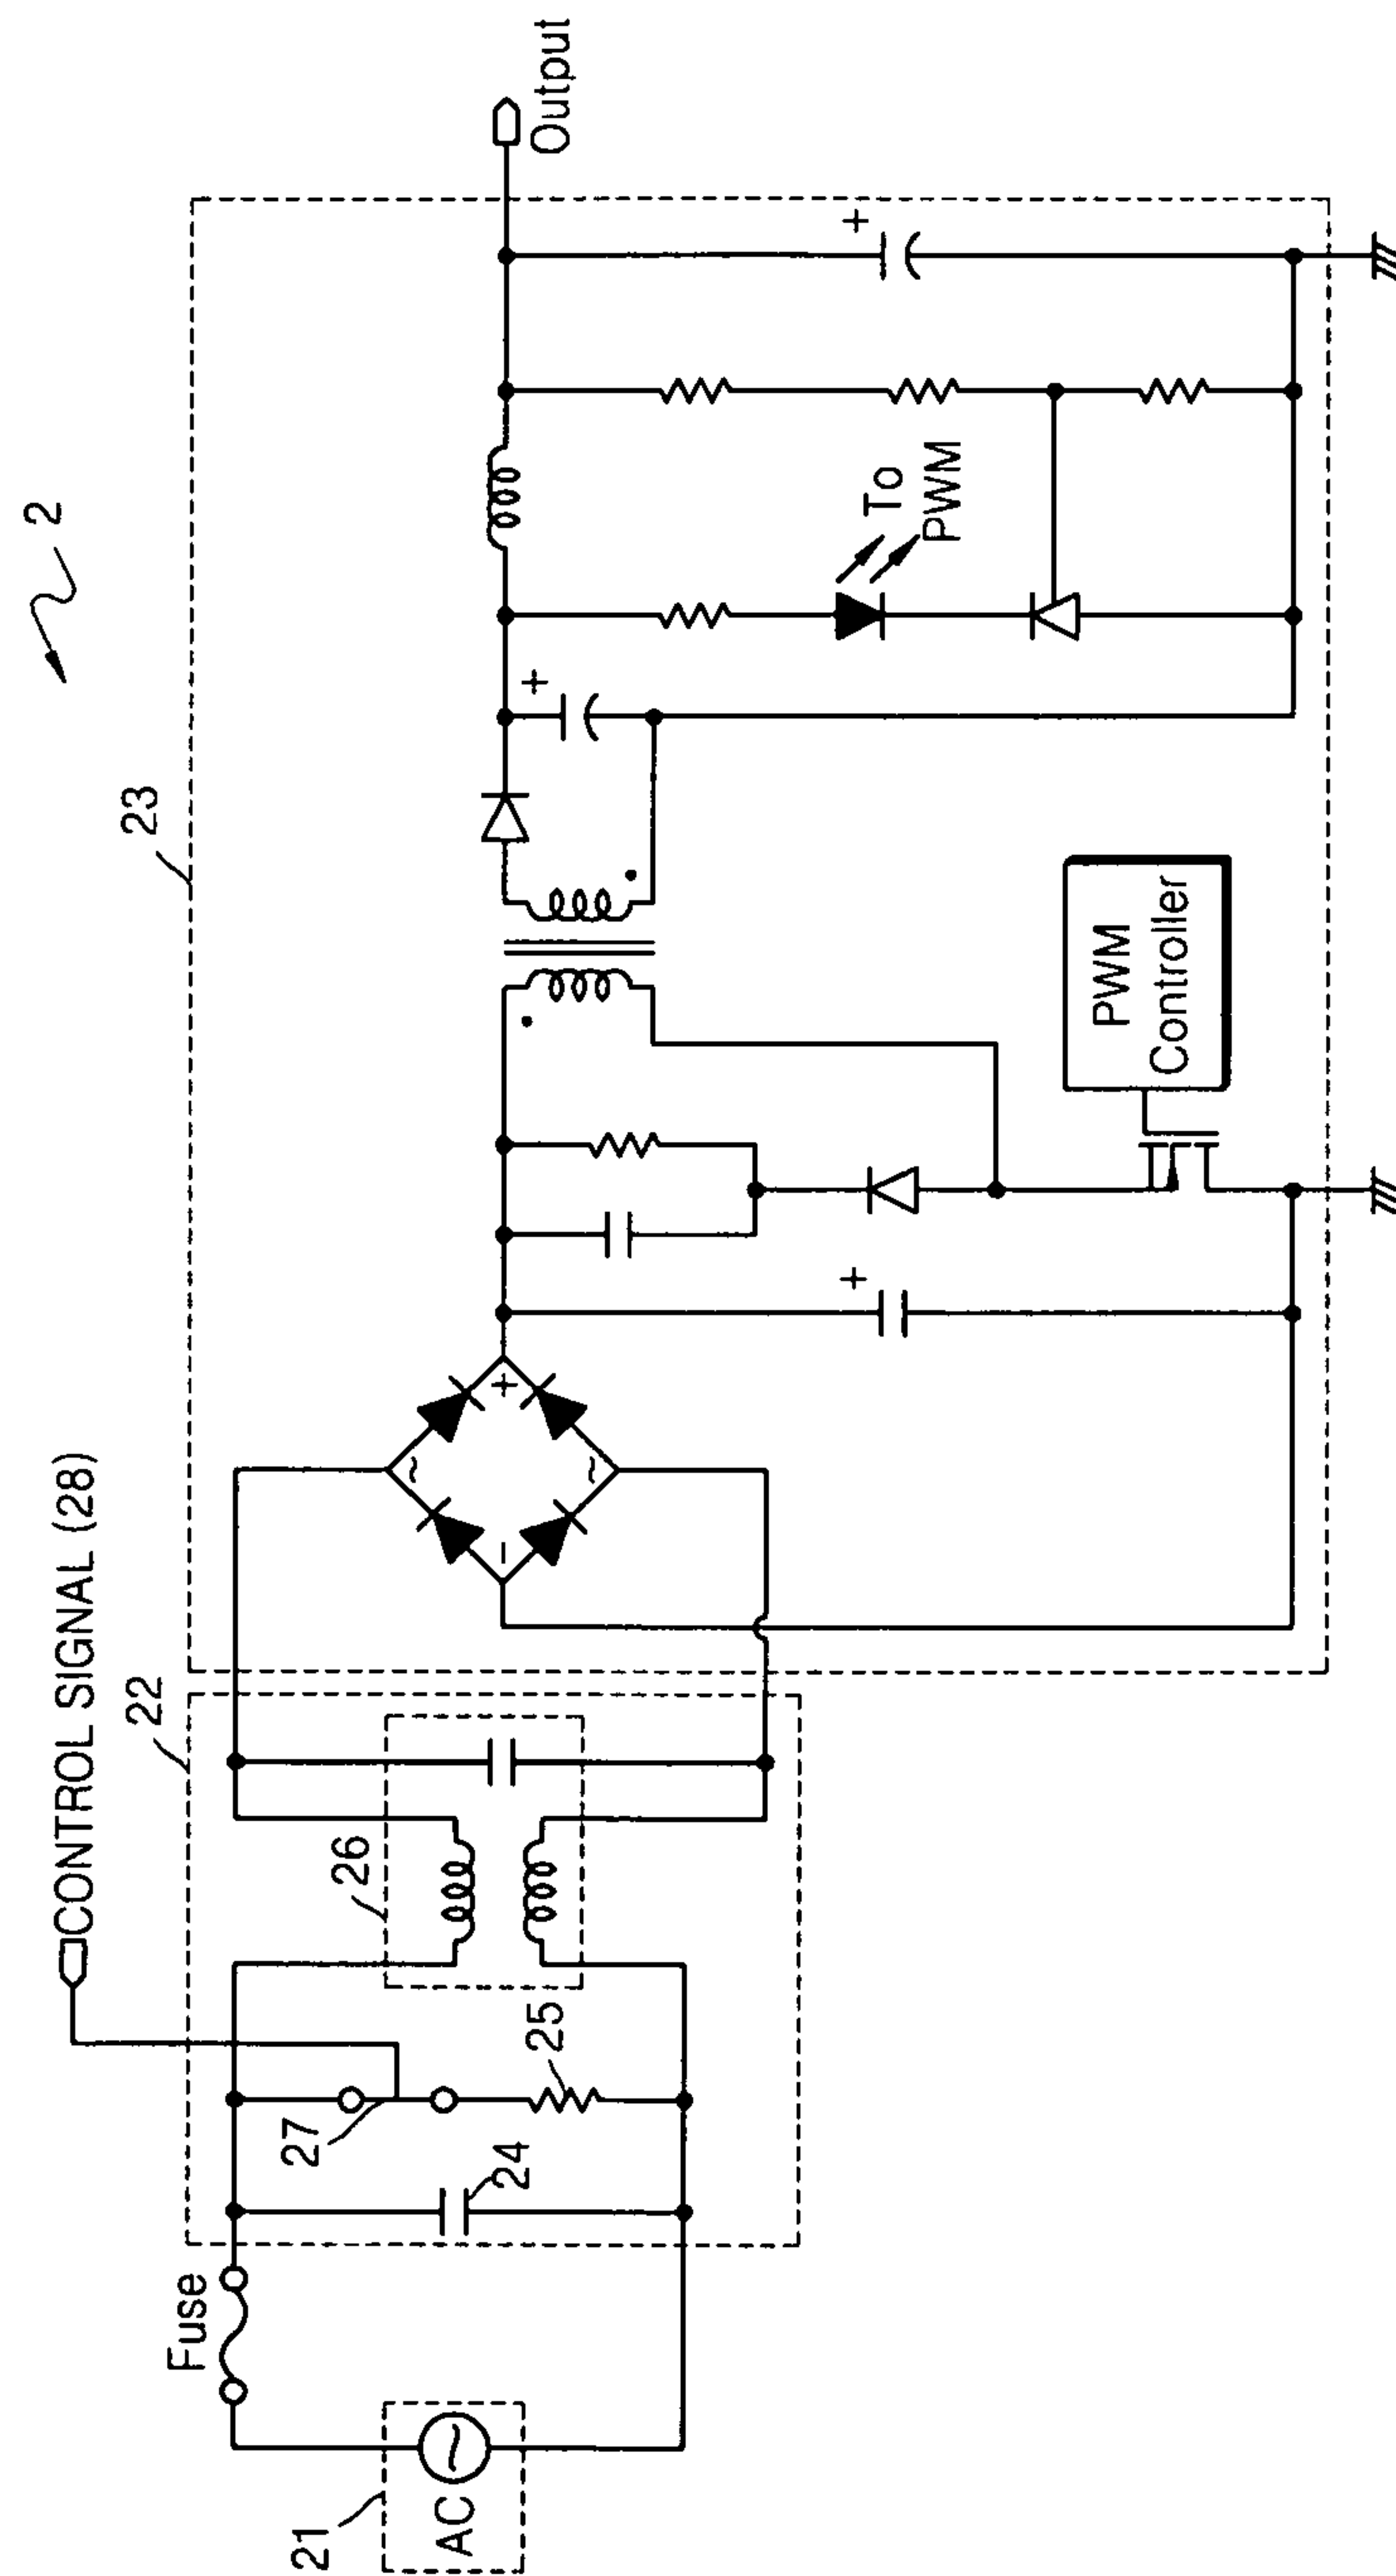 2
CONTROL SIGNAL (28)
21
AC
Fuse
22
24
27
25
26
23
~
~
+
-
+
PWM
Controller
+
To
PWM
+
Output